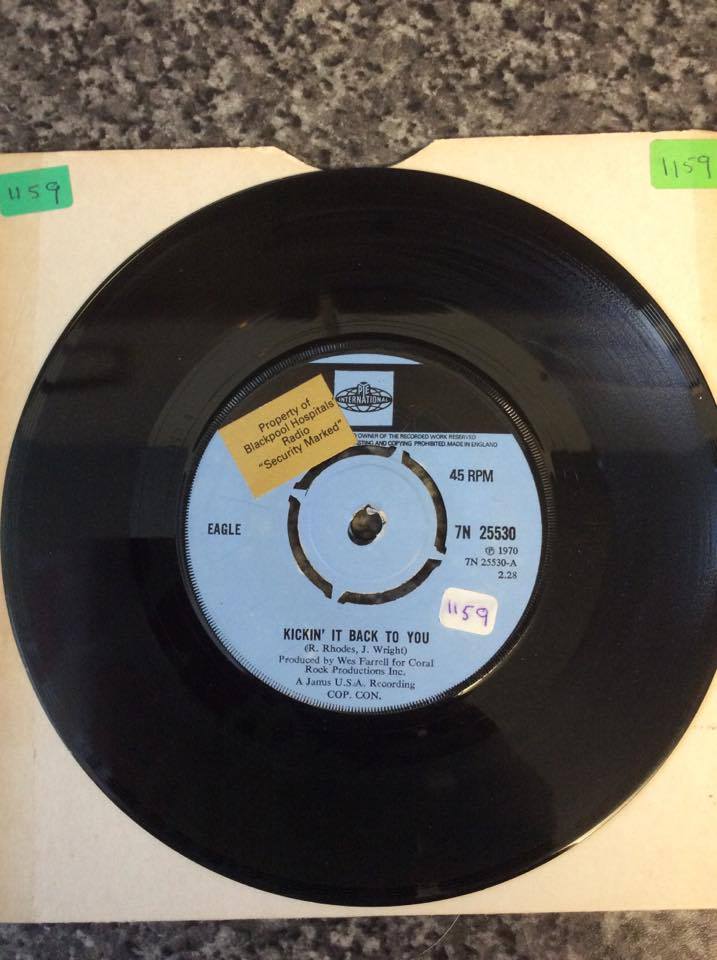 1159
1159
PYE
INTERNATIONAL
Property of
Blackpool Hospitals
Radio
"Security Marked"
OWNER OF THE RECORDED WORK RESERVED
AND COPYING PROHIBITED. MADE IN ENGLAND
45 RPM
EAGLE
7N 25530
℗ 1970
7N 25530-A
2.28
1159
KICKIN' IT BACK TO YOU
(R. Rhodes, J. Wright)
Produced by Wes Farrell for Coral
Rock Productions Inc.
A Janus U.S.A. Recording
COP. CON.